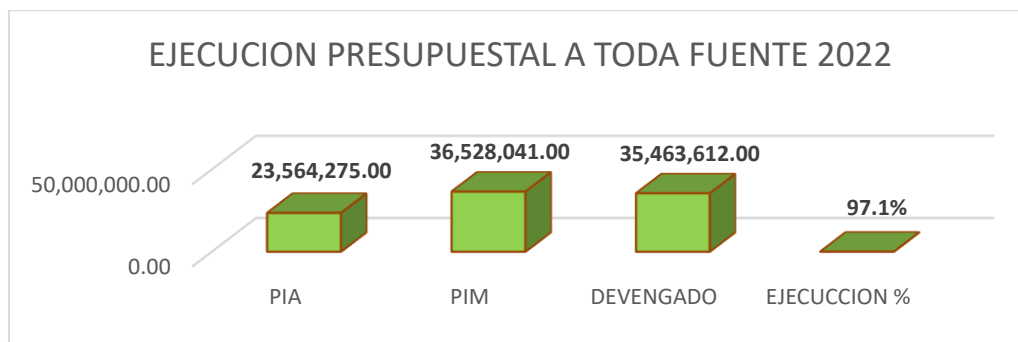 EJECUCION PRESUPUESTAL A TODA FUENTE 2022
50,000,000.00
0.00
23,564,275.00
36,528,041.00
35,463,612.00
97.1%
PIA
PIM
DEVENGADO
EJECUCCION %